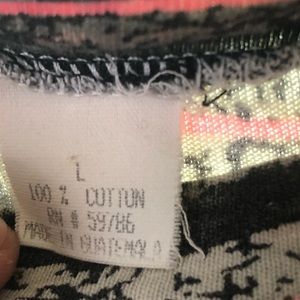 L
100 % COTTON
RN # 59786
MADE IN GUATEMALA